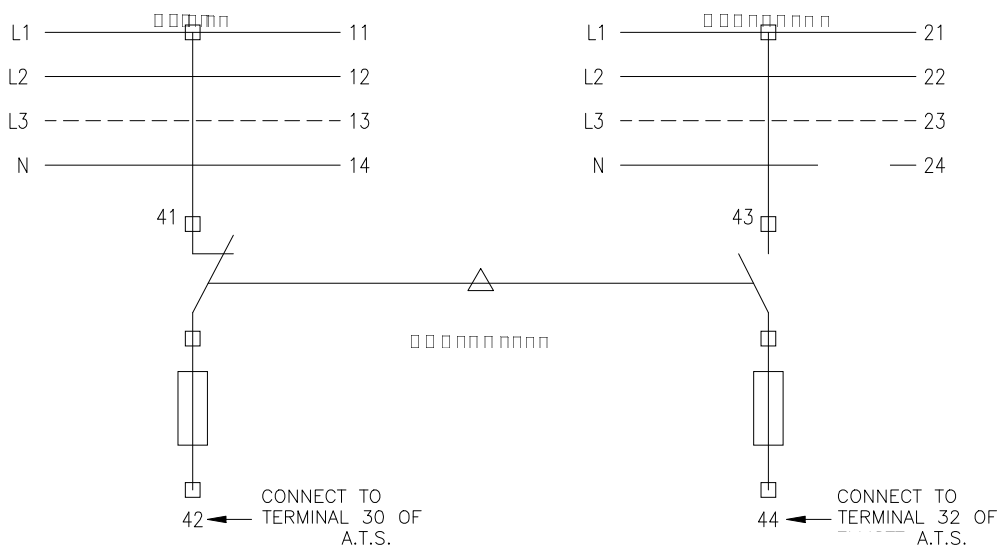 L1 11 L1 21
L2 12 L2 22
L3 13 L3 23
N 14 N 24
41 43
42 CONNECT TO
TERMINAL 30 OF
A.T.S.
44 CONNECT TO
TERMINAL 32 OF
A.T.S.